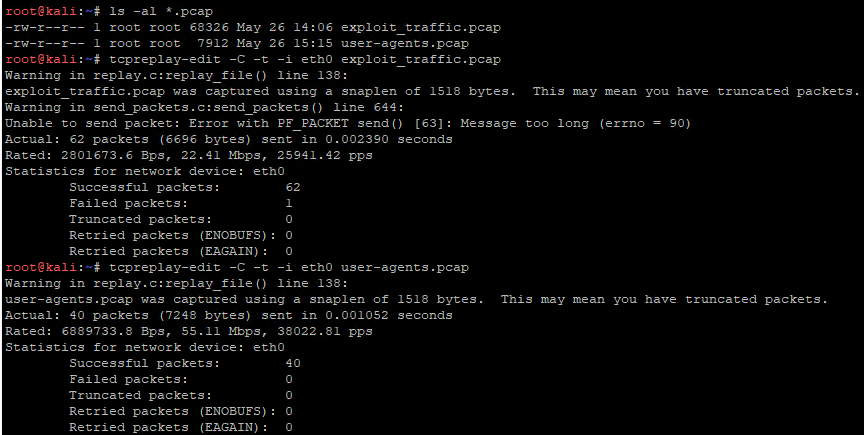 root@kali:~# ls -al *.pcap
-rw-r--r-- 1 root root 68326 May 26 14:06 exploit_traffic.pcap
-rw-r--r-- 1 root root  7912 May 26 15:15 user-agents.pcap
root@kali:~# tcpreplay-edit -C -t -i eth0 exploit_traffic.pcap
Warning in replay.c:replay_file() line 138:
exploit_traffic.pcap was captured using a snaplen of 1518 bytes.  This may mean you have truncated packets.
Warning in send_packets.c:send_packets() line 644:
Unable to send packet: Error with PF_PACKET send() [63]: Message too long (errno = 90)
Actual: 62 packets (6696 bytes) sent in 0.002390 seconds
Rated: 2801673.6 Bps, 22.41 Mbps, 25941.42 pps
Statistics for network device: eth0
        Successful packets:        62
        Failed packets:            1
        Truncated packets:         0
        Retried packets (ENOBUFS): 0
        Retried packets (EAGAIN):  0
root@kali:~# tcpreplay-edit -C -t -i eth0 user-agents.pcap
Warning in replay.c:replay_file() line 138:
user-agents.pcap was captured using a snaplen of 1518 bytes.  This may mean you have truncated packets.
Actual: 40 packets (7248 bytes) sent in 0.001052 seconds
Rated: 6889733.8 Bps, 55.11 Mbps, 38022.81 pps
Statistics for network device: eth0
        Successful packets:        40
        Failed packets:            0
        Truncated packets:         0
        Retried packets (ENOBUFS): 0
        Retried packets (EAGAIN):  0